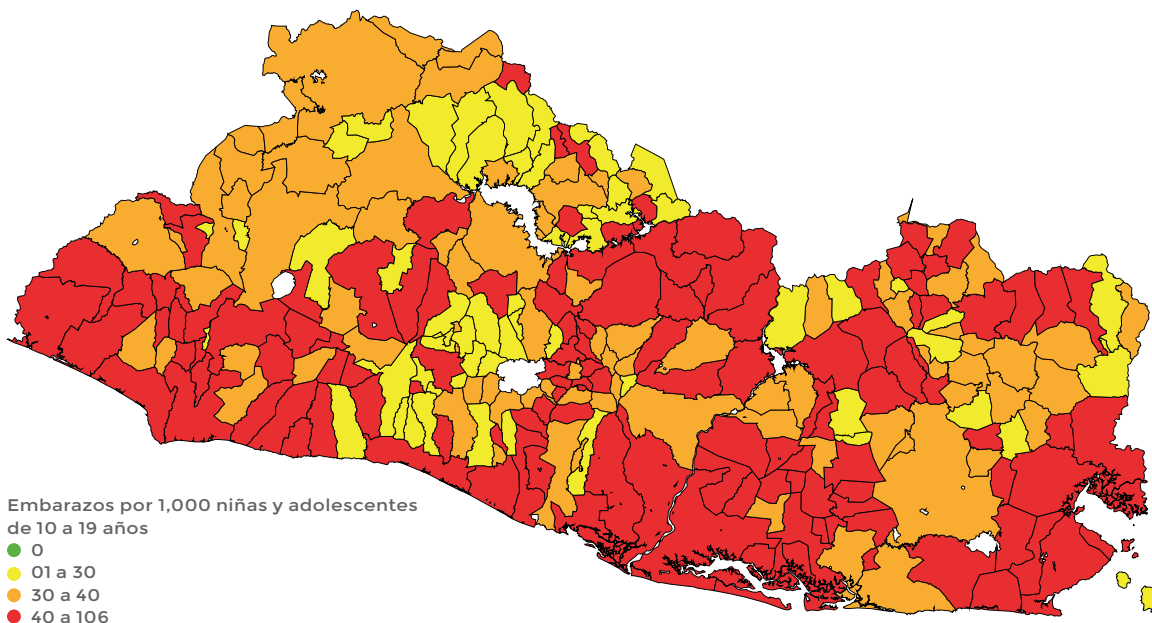 Embarazos por 1,000 niñas y adolescentes
de 10 a 19 años
0
01 a 30
30 a 40
40 a 106